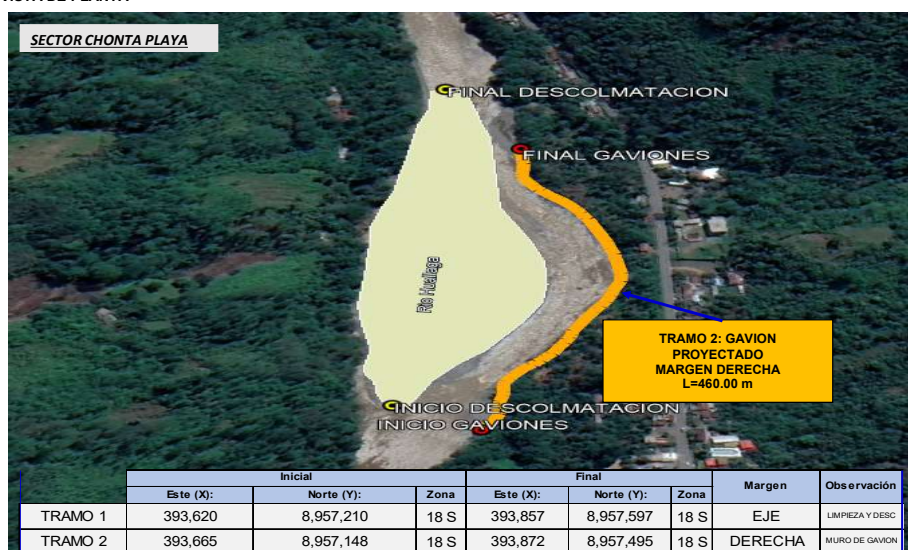 SECTOR CHONTA PLAYA
FINAL DESCOLMATACION
FINAL GAVIONES
Rio Huallaga
TRAMO 2: GAVION
PROYECTADO
MARGEN DERECHA
L=460.00 m
INICIO DESCOLMATACION
INICIO GAVIONES
Inicial Final Margen Observación
Este (X): Norte (Y): Zona Este (X): Norte (Y): Zona
TRAMO 1 393,620 8,957,210 18 S 393,857 8,957,597 18 S EJE LIMPIEZA Y DESC
TRAMO 2 393,665 8,957,148 18 S 393,872 8,957,495 18 S DERECHA MURO DE GAVION